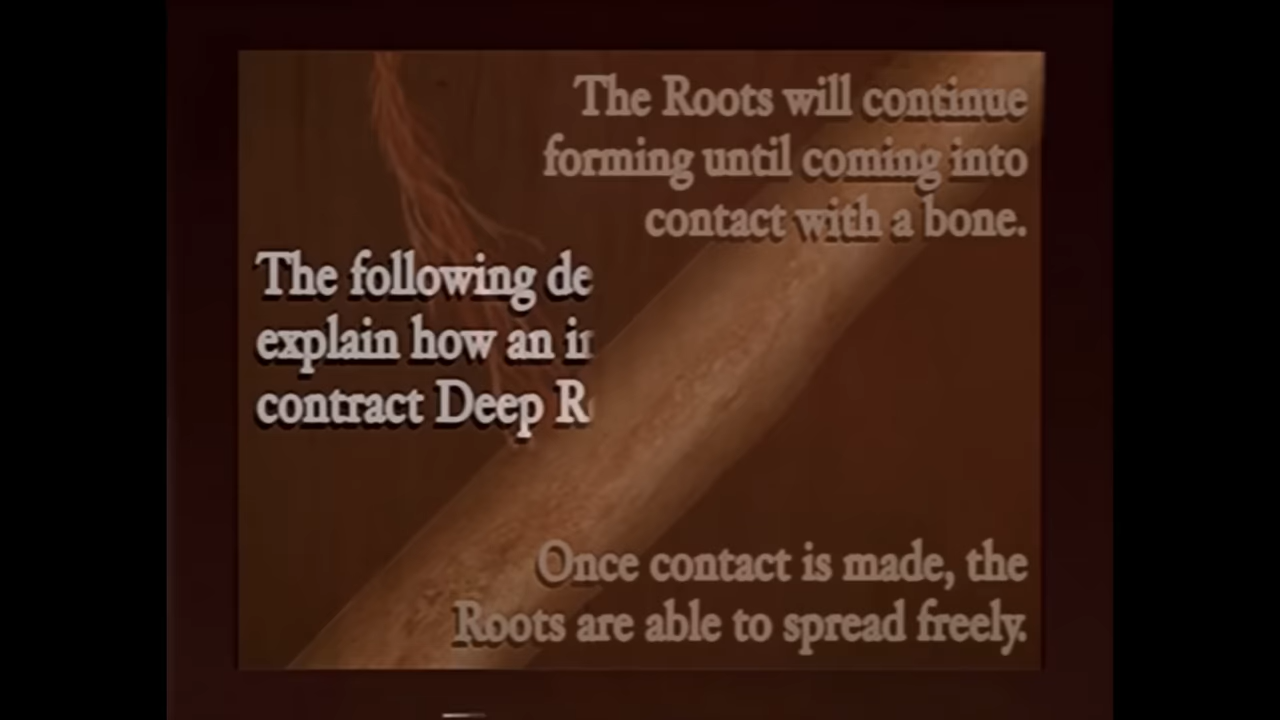 The Roots will continue
forming until coming into
contact with a bone.
The following de
explain how an in
contract Deep R
Once contact is made, the
Roots are able to spread freely.